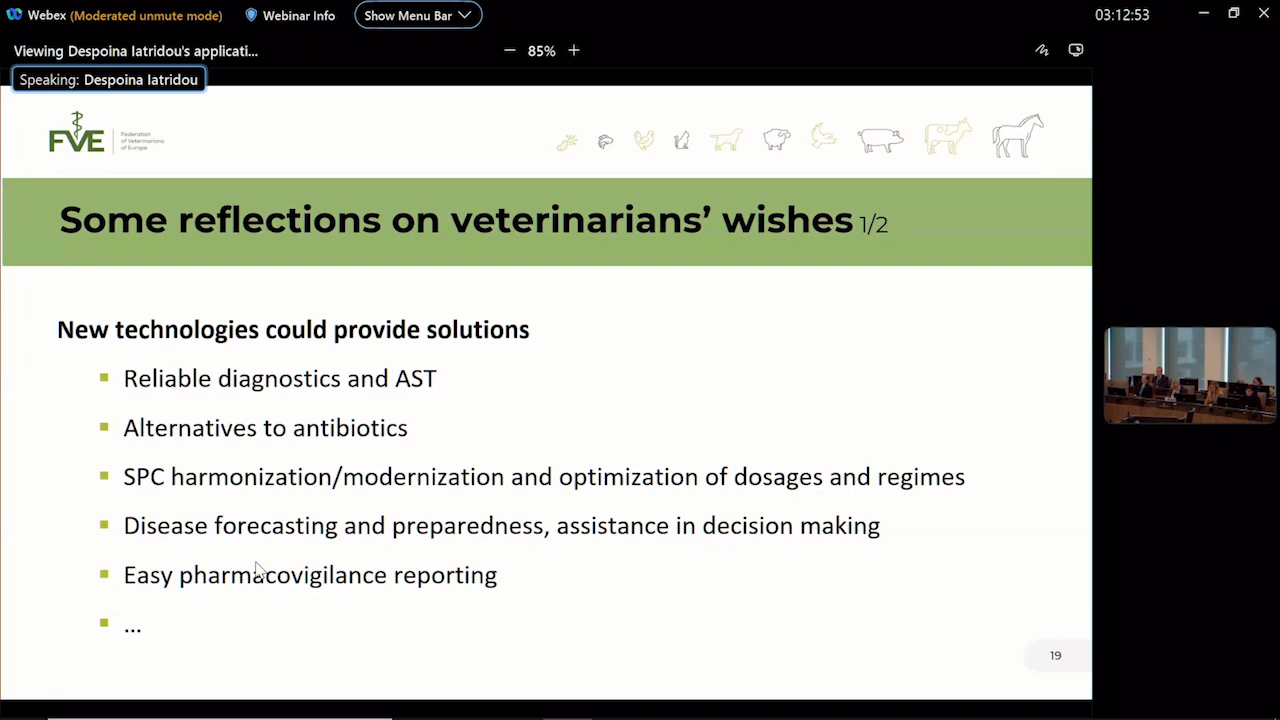 Webex (Moderated unmute mode) Webinar Info Show Menu Bar 03:12:53
Viewing Despoina Iatridou's applicati... 85%
Speaking: Despoina Iatridou
FVE
Federation
of Veterinarians
of Europe
Some reflections on veterinarians' wishes 1/2
New technologies could provide solutions
Reliable diagnostics and AST
Alternatives to antibiotics
SPC harmonization/modernization and optimization of dosages and regimes
Disease forecasting and preparedness, assistance in decision making
Easy pharmacovigilance reporting
...
19